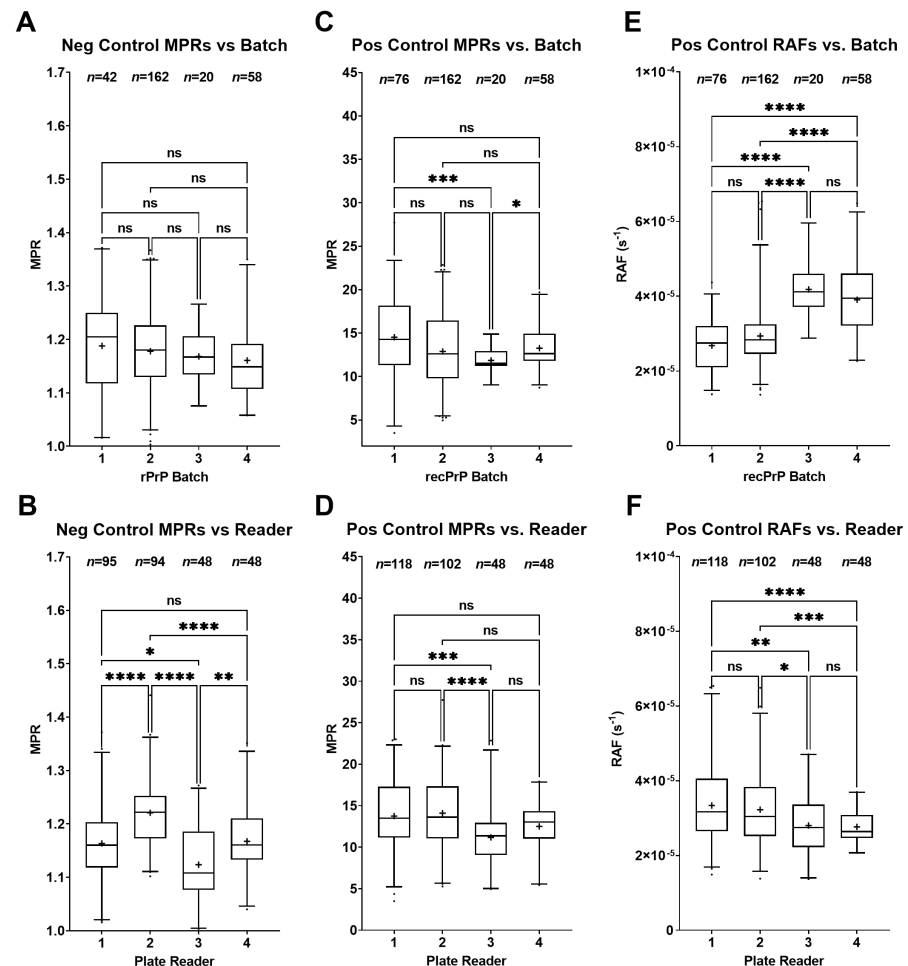 A
Neg Control MPRs vs Batch
n=42 n=162 n=20 n=58
1.7
1.6
1.5
1.4
1.3
1.2
1.1
1.0
MPR
ns
ns
ns
ns ns ns
1 2 3 4
rPrP Batch
C
Pos Control MPRs vs. Batch
n=76 n=162 n=20 n=58
45
40
35
30
25
20
15
10
5
MPR
ns
ns
***
ns ns *
1 2 3 4
recPrP Batch
E
Pos Control RAFs vs. Batch
n=76 n=162 n=20 n=58
1×10⁻⁴
8×10⁻⁵
6×10⁻⁵
4×10⁻⁵
2×10⁻⁵
0
RAF (s⁻¹)
****
****
****
ns **** ns
1 2 3 4
recPrP Batch
B
Neg Control MPRs vs Reader
n=95 n=94 n=48 n=48
1.7
1.6
1.5
1.4
1.3
1.2
1.1
1.0
MPR
ns
****
*
**** **** **
1 2 3 4
Plate Reader
D
Pos Control MPRs vs. Reader
n=118 n=102 n=48 n=48
45
40
35
30
25
20
15
10
5
0
MPR
ns
ns
***
ns **** ns
1 2 3 4
Plate Reader
F
Pos Control RAFs vs. Reader
n=118 n=102 n=48 n=48
1×10⁻⁴
8×10⁻⁵
6×10⁻⁵
4×10⁻⁵
2×10⁻⁵
0
RAF (s⁻¹)
****
***
**
ns * ns
1 2 3 4
Plate Reader